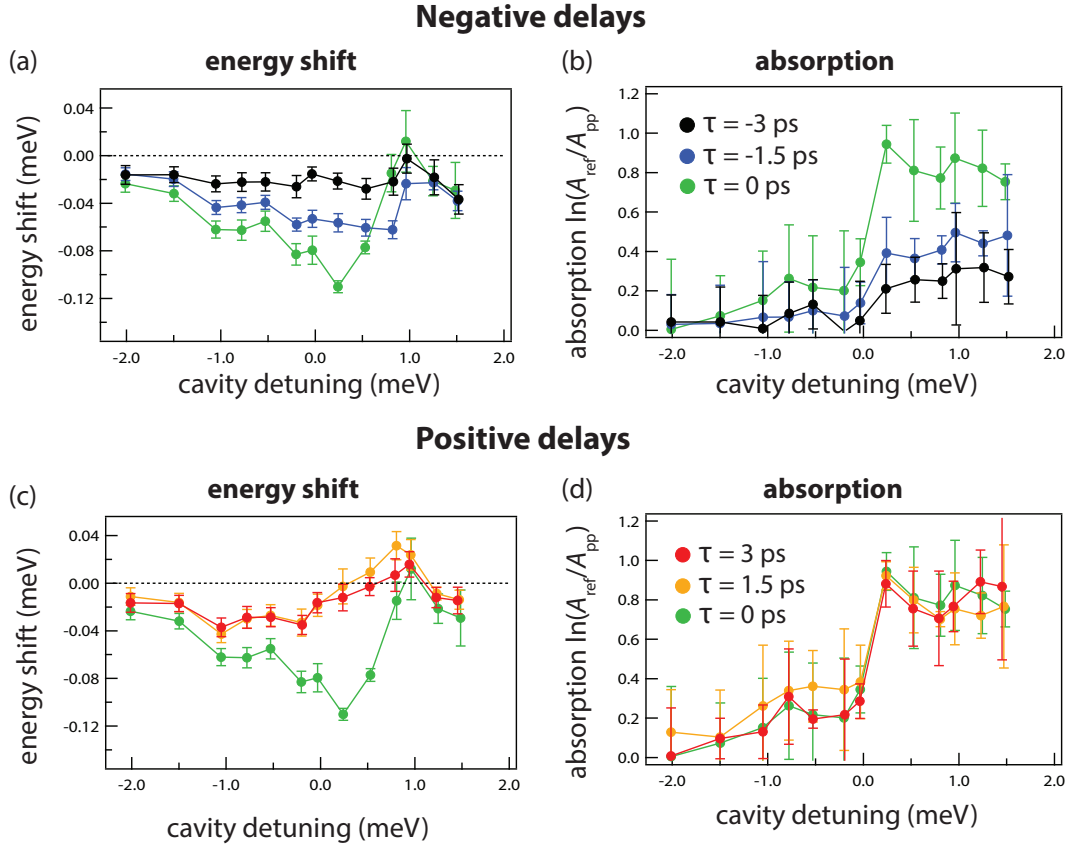 Negative delays
(a)
energy shift
energy shift (meV)
0.04
0.00
-0.04
-0.08
-0.12
-2.0 -1.0 0.0 1.0 2.0
cavity detuning (meV)
(b)
absorption
absorption ln(A_ref/A_pp)
1.2
1.0
0.8
0.6
0.4
0.2
0.0
τ = -3 ps
τ = -1.5 ps
τ = 0 ps
-2.0 -1.0 0.0 1.0 2.0
cavity detuning (meV)
Positive delays
(c)
energy shift
energy shift (meV)
0.04
0.00
-0.04
-0.08
-0.12
-2.0 -1.0 0.0 1.0 2.0
cavity detuning (meV)
(d)
absorption
absorption ln(A_ref/A_pp)
1.2
1.0
0.8
0.6
0.4
0.2
0.0
τ = 3 ps
τ = 1.5 ps
τ = 0 ps
-2.0 -1.0 0.0 1.0 2.0
cavity detuning (meV)